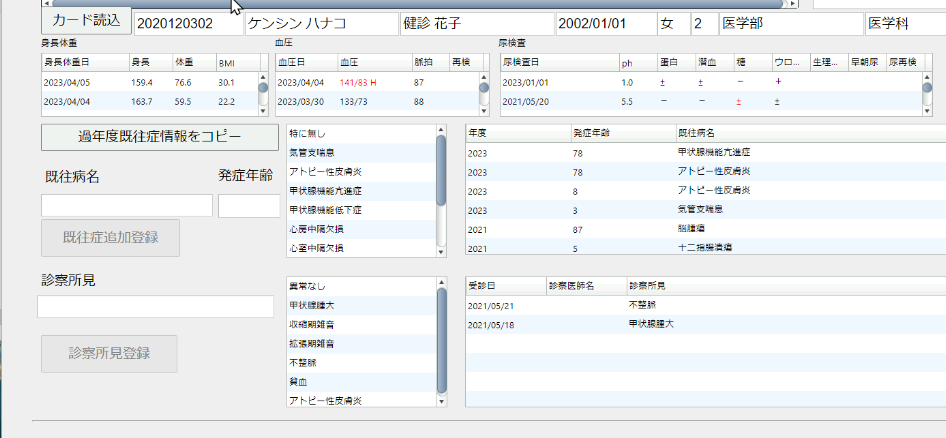 カード読込 2020120302 ケンシン ハナコ 健診 花子 2002/01/01 女 2 医学部 医学科
身長体重 血圧 尿検査
身長体重日 身長 体重 BMI 血圧日 血圧 脈拍 再検 尿検査日 ph 蛋白 潜血 糖 ウロ... 生理... 早朝尿 尿再検
2023/04/05 159.4 76.6 30.1 2023/04/04 141/83 H 87 2023/01/01 1.0 ± ± − +
2023/04/04 163.7 59.5 22.2 2023/03/30 133/73 88 2021/05/20 5.5 − − ± ±
過年度既往症情報をコピー
既往病名 発症年齢
既往症追加登録
特に無し
気管支喘息
アトピー性皮膚炎
甲状腺機能亢進症
甲状腺機能低下症
心房中隔欠損
心室中隔欠損
年度 発症年齢 既往病名
2023 78 甲状腺機能亢進症
2023 78 アトピー性皮膚炎
2023 8 アトピー性皮膚炎
2023 3 気管支喘息
2021 87 脳腫瘍
2021 5 十二指腸潰瘍
診察所見
診察所見登録
異常なし
甲状腺腫大
収縮期雑音
拡張期雑音
不整脈
貧血
アトピー性皮膚炎
受診日 診察医師名 診察所見
2021/05/21 不整脈
2021/05/18 甲状腺腫大